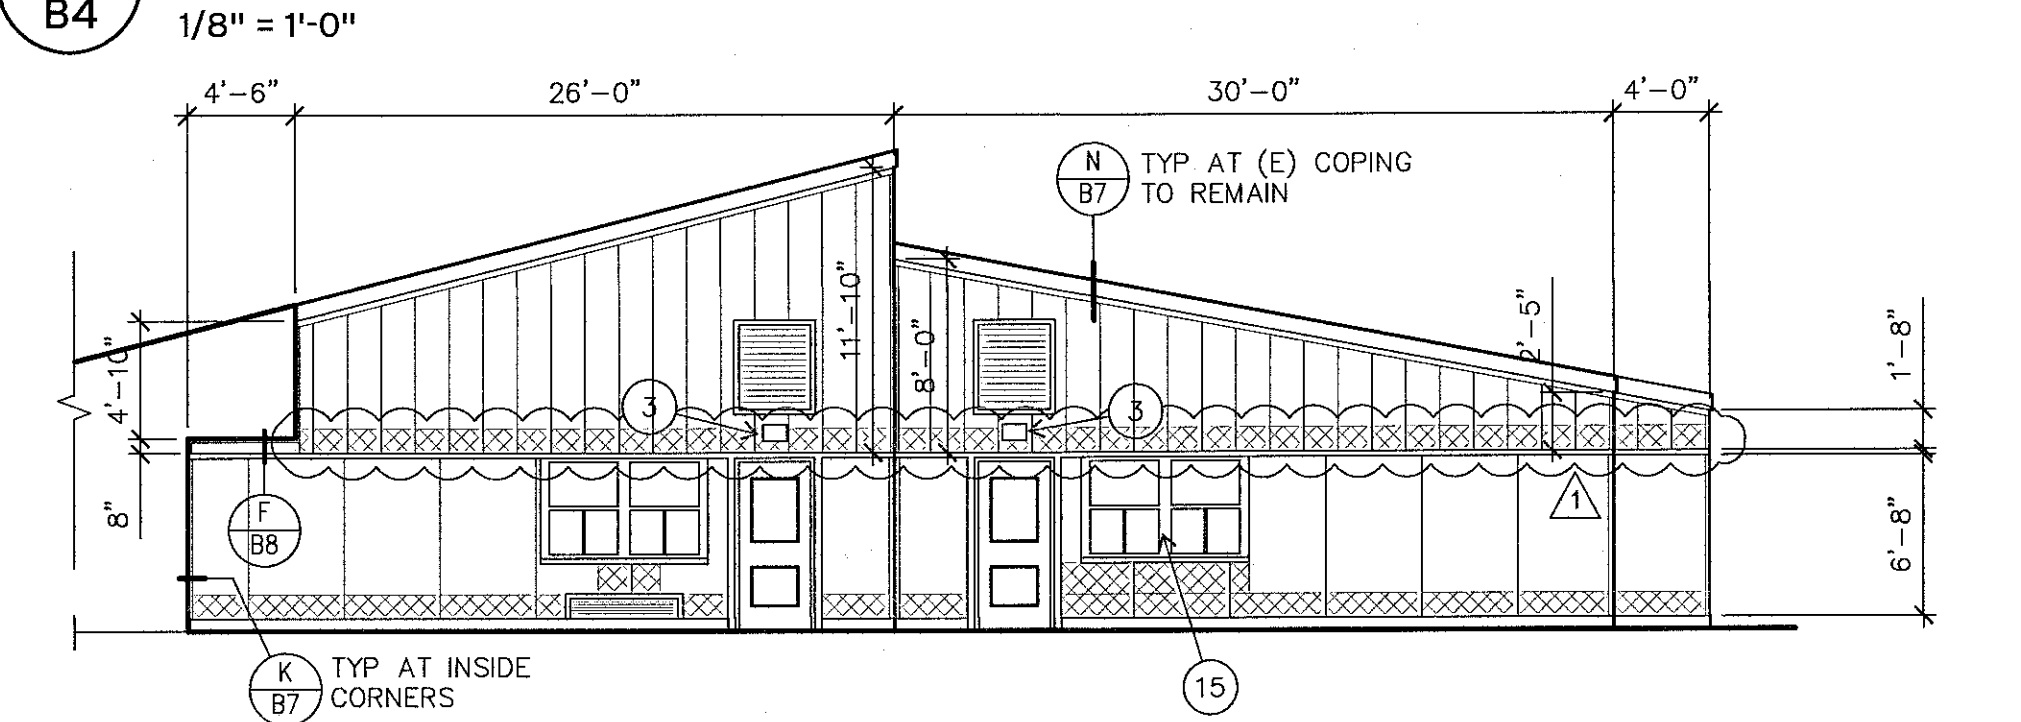 B4
1/8" = 1'-0"
4'-6"
26'-0"
30'-0"
4'-0"
N
B7
TYP AT (E) COPING
TO REMAIN
11'-10"
8'-0"
2'-5"
1'-8"
4'-10"
3
3
8"
F
B8
1
6'-8"
K
B7
TYP AT INSIDE
CORNERS
15